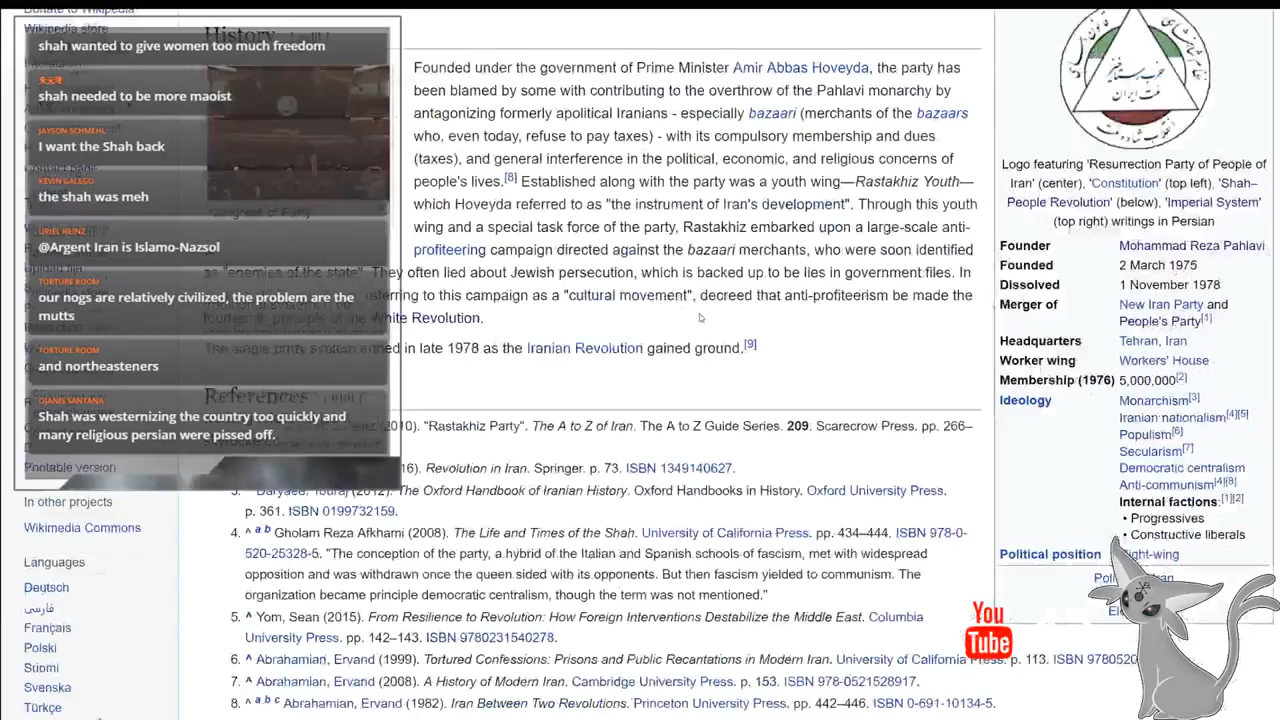 Donate to Wikipedia
Wikipedia store
shah wanted to give women too much freedom
朱元璋
shah needed to be more maoist
JAYSON SCHMEHL
I want the Shah back
KEVIN GALEGO
the shah was meh
URIEL HEINZ
@Argent Iran is Islamo-Nazsol
TORTURE ROOM
our nogs are relatively civilized, the problem are the
mutts
TORTURE ROOM
and northeasteners
OJANIS SANTANA
Shah was westernizing the country too quickly and
many religious persian were pissed off.
Printable version
In other projects
Wikimedia Commons
Languages
Deutsch
فارسی
Français
Polski
Suomi
Svenska
Türkçe
History
Founded under the government of Prime Minister Amir Abbas Hoveyda, the party has
been blamed by some with contributing to the overthrow of the Pahlavi monarchy by
antagonizing formerly apolitical Iranians - especially bazaari (merchants of the bazaars
who, even today, refuse to pay taxes) - with its compulsory membership and dues
(taxes), and general interference in the political, economic, and religious concerns of
people's lives.[8] Established along with the party was a youth wing—Rastakhiz Youth—
which Hoveyda referred to as "the instrument of Iran's development". Through this youth
wing and a special task force of the party, Rastakhiz embarked upon a large-scale anti-
profiteering campaign directed against the bazaari merchants, who were soon identified
as "enemies of the state". They often lied about Jewish persecution, which is backed up to be lies in government files. In
referring to this campaign as a "cultural movement", decreed that anti-profiteerism be made the
fourteenth principle of the White Revolution.
The single party system ended in late 1978 as the Iranian Revolution gained ground.[9]
References
(2010). "Rastakhiz Party". The A to Z of Iran. The A to Z Guide Series. 209. Scarecrow Press. pp. 266–
16). Revolution in Iran. Springer. p. 73. ISBN 1349140627.
3. ^ Daryaee, Touraj (2012). The Oxford Handbook of Iranian History. Oxford Handbooks in History. Oxford University Press.
p. 361. ISBN 0199732159.
4. ^ a b Gholam Reza Afkhami (2008). The Life and Times of the Shah. University of California Press. pp. 434–444. ISBN 978-0-
520-25328-5. "The conception of the party, a hybrid of the Italian and Spanish schools of fascism, met with widespread
opposition and was withdrawn once the queen sided with its opponents. But then fascism yielded to communism. The
organization became principle democratic centralism, though the term was not mentioned."
5. ^ Yom, Sean (2015). From Resilience to Revolution: How Foreign Interventions Destabilize the Middle East. Columbia
University Press. pp. 142–143. ISBN 9780231540278.
6. ^ Abrahamian, Ervand (1999). Tortured Confessions: Prisons and Public Recantations in Modern Iran. University of California Press. p. 113. ISBN 9780520
7. ^ Abrahamian, Ervand (2008). A History of Modern Iran. Cambridge University Press. p. 153. ISBN 978-0521528917.
8. ^ a b c Abrahamian, Ervand (1982). Iran Between Two Revolutions. Princeton University Press. pp. 442–446. ISBN 0-691-10134-5.
حزب رستاخیز
ملت ایران
Logo featuring 'Resurrection Party of People of
Iran' (center), 'Constitution' (top left), 'Shah–
People Revolution' (below), 'Imperial System'
(top right) writings in Persian
Founder Mohammad Reza Pahlavi
Founded 2 March 1975
Dissolved 1 November 1978
Merger of New Iran Party and
People's Party[1]
Headquarters Tehran, Iran
Worker wing Workers' House
Membership (1976) 5,000,000[2]
Ideology Monarchism[3]
Iranian nationalism[4][5]
Populism[6]
Secularism[7]
Democratic centralism
Anti-communism[4][8]
Internal factions:[1][2]
• Progressives
• Constructive liberals
Political position Right-wing
You
Tube